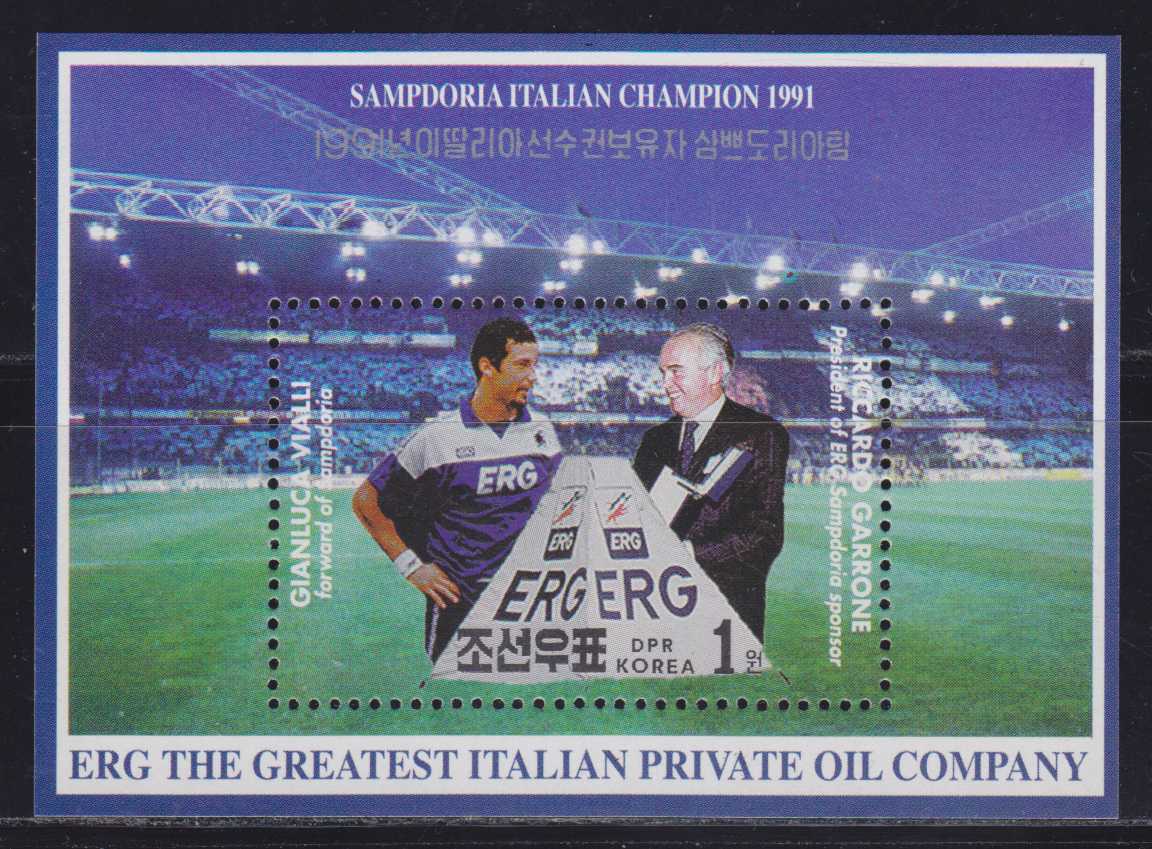 SAMPDORIA ITALIAN CHAMPION 1991
1991년이딸리아선수권보유자 삼쁘도리아팀
GIANLUCA VIALLI
forward of Sampdoria
RICCARDO GARRONE
President of ERG, Sampdoria sponsor
ERG
ERG ERG
ERG ERG
조선우표 DPR KOREA 1원
ERG THE GREATEST ITALIAN PRIVATE OIL COMPANY